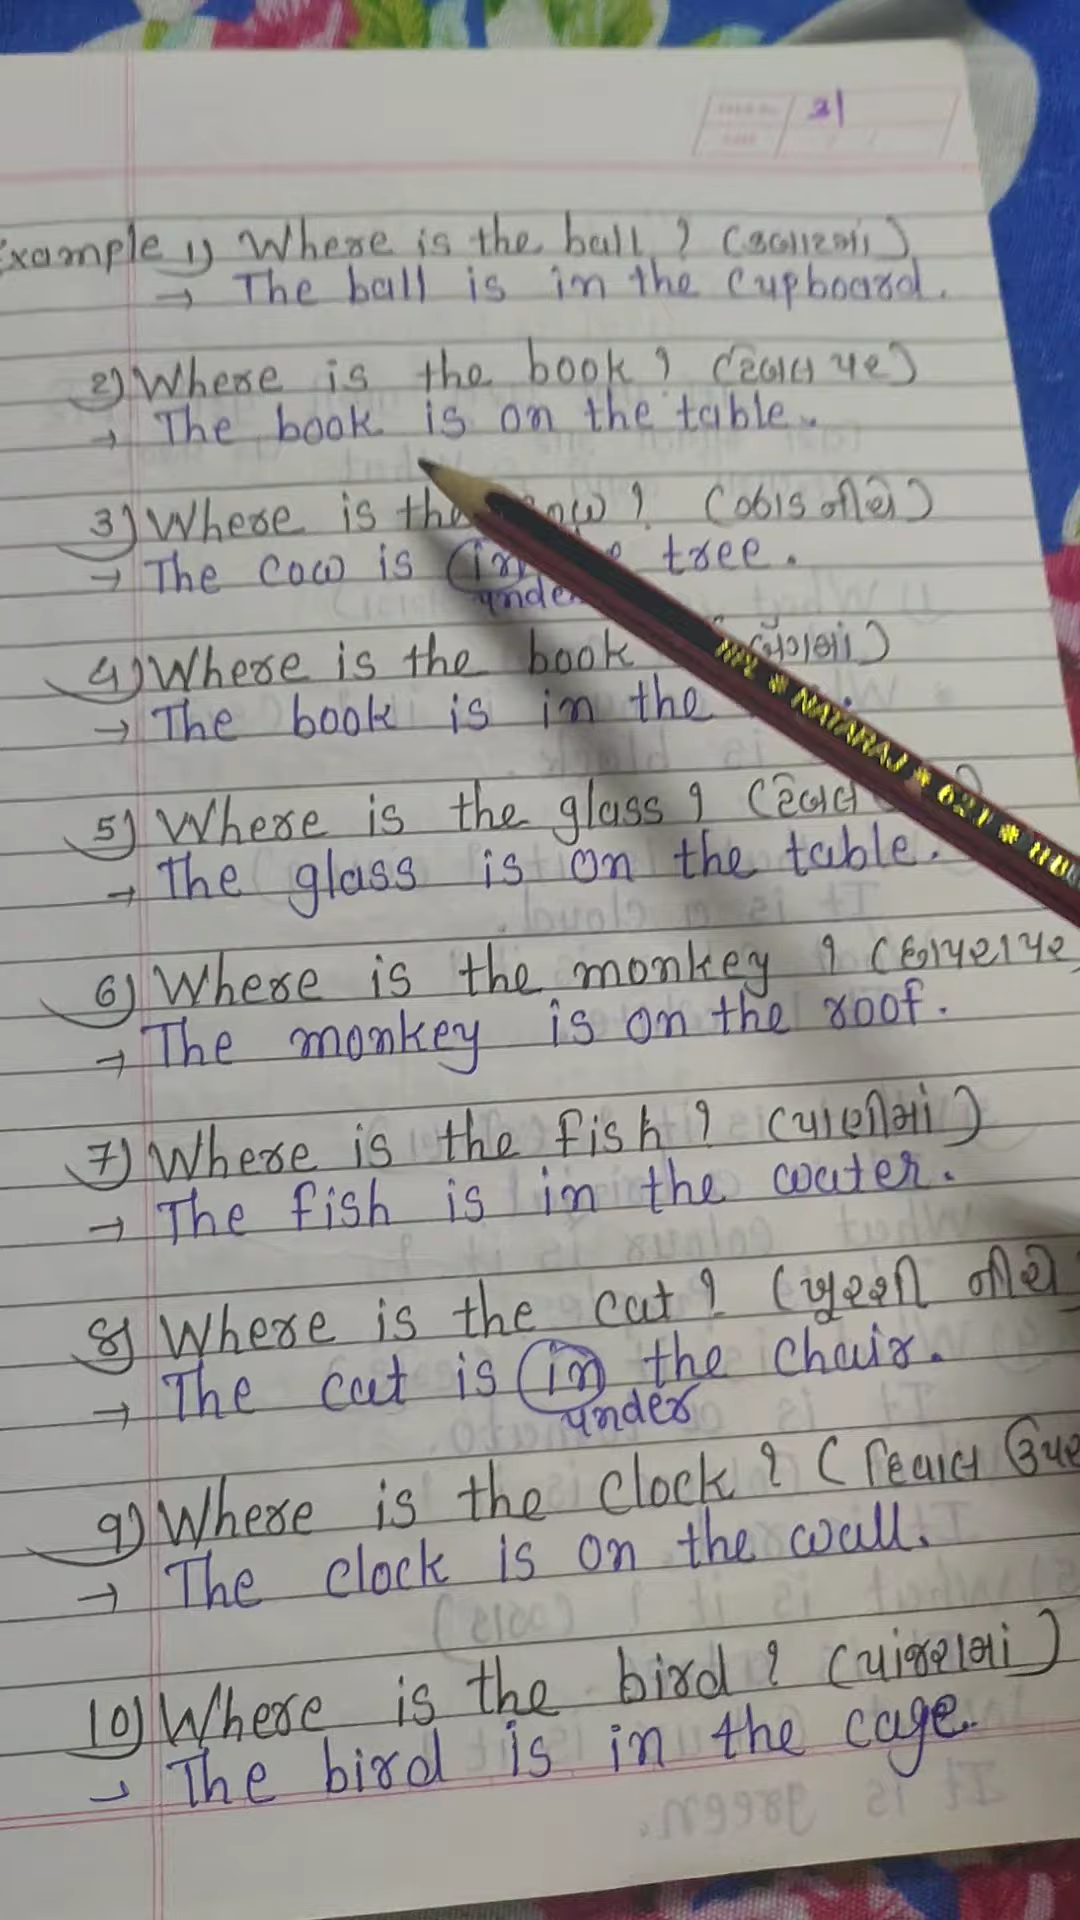 31
Example 1) Where is the ball ? (કબાટમાં)
→ The ball is in the cupboard.
2) Where is the book ? (ટેબલ પર)
→ The book is on the table.
3) Where is the ? (ઝાડ નીચે)
→ The cow is tree.
under
4) Where is the book
→ The book is in the
5) Where is the glass ? (ટેબલ
→ The glass is on the table.
6) Where is the monkey ? (છાપરા પર
→ The monkey is on the roof.
7) Where is the fish ? (પાણીમાં)
→ The fish is in the water.
8) Where is the cat ? (ખુરશી નીચે)
→ The cat is in the chair.
under
9) Where is the clock ? (દિવાલ ઉપર
→ The clock is on the wall.
10) Where is the bird ? (પાંજરામાં)
→ The bird is in the cage.
NATARAJ * 621 *